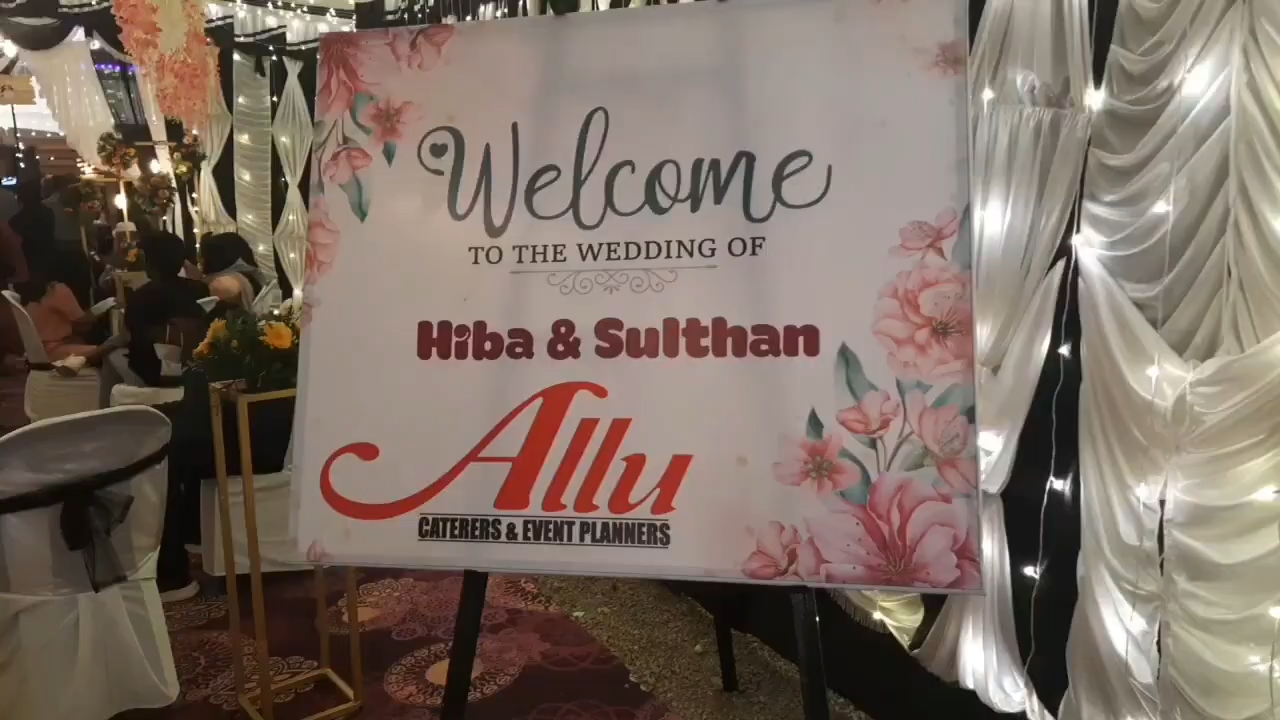 Welcome
TO THE WEDDING OF
Hiba & Sulthan
Allu
CATERERS & EVENT PLANNERS